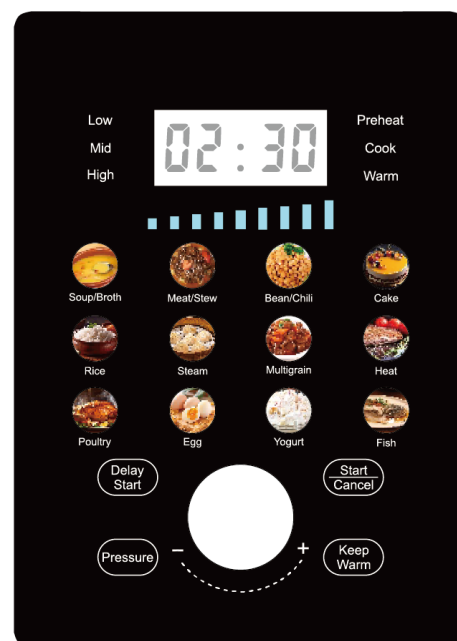 Low
Preheat
02:30
Mid
Cook
High
Warm
Soup/Broth
Meat/Stew
Bean/Chili
Cake
Rice
Steam
Multigrain
Heat
Poultry
Egg
Yogurt
Fish
Delay
Start
Start
Cancel
Pressure
−
+
Keep
Warm